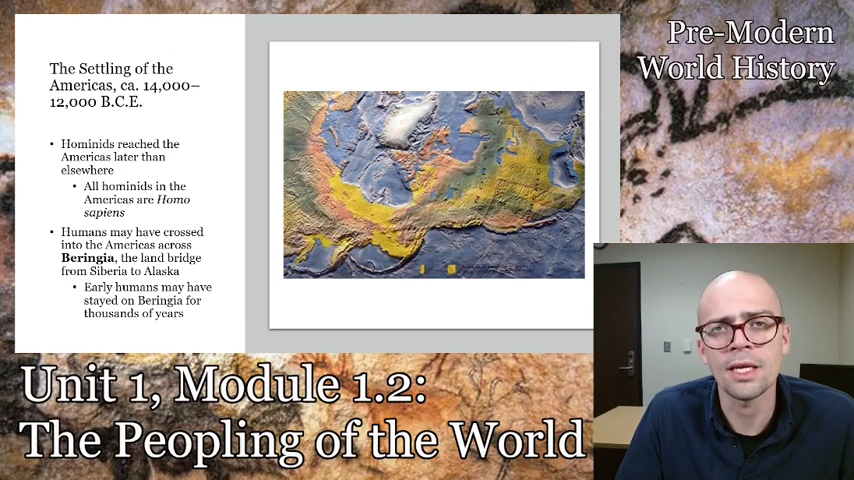 Pre-Modern
World History
The Settling of the
Americas, ca. 14,000–
12,000 B.C.E.
• Hominids reached the
Americas later than
elsewhere
• All hominids in the
Americas are Homo
sapiens
• Humans may have crossed
into the Americas across
Beringia, the land bridge
from Siberia to Alaska
• Early humans may have
stayed on Beringia for
thousands of years
Unit 1, Module 1.2:
The Peopling of the World